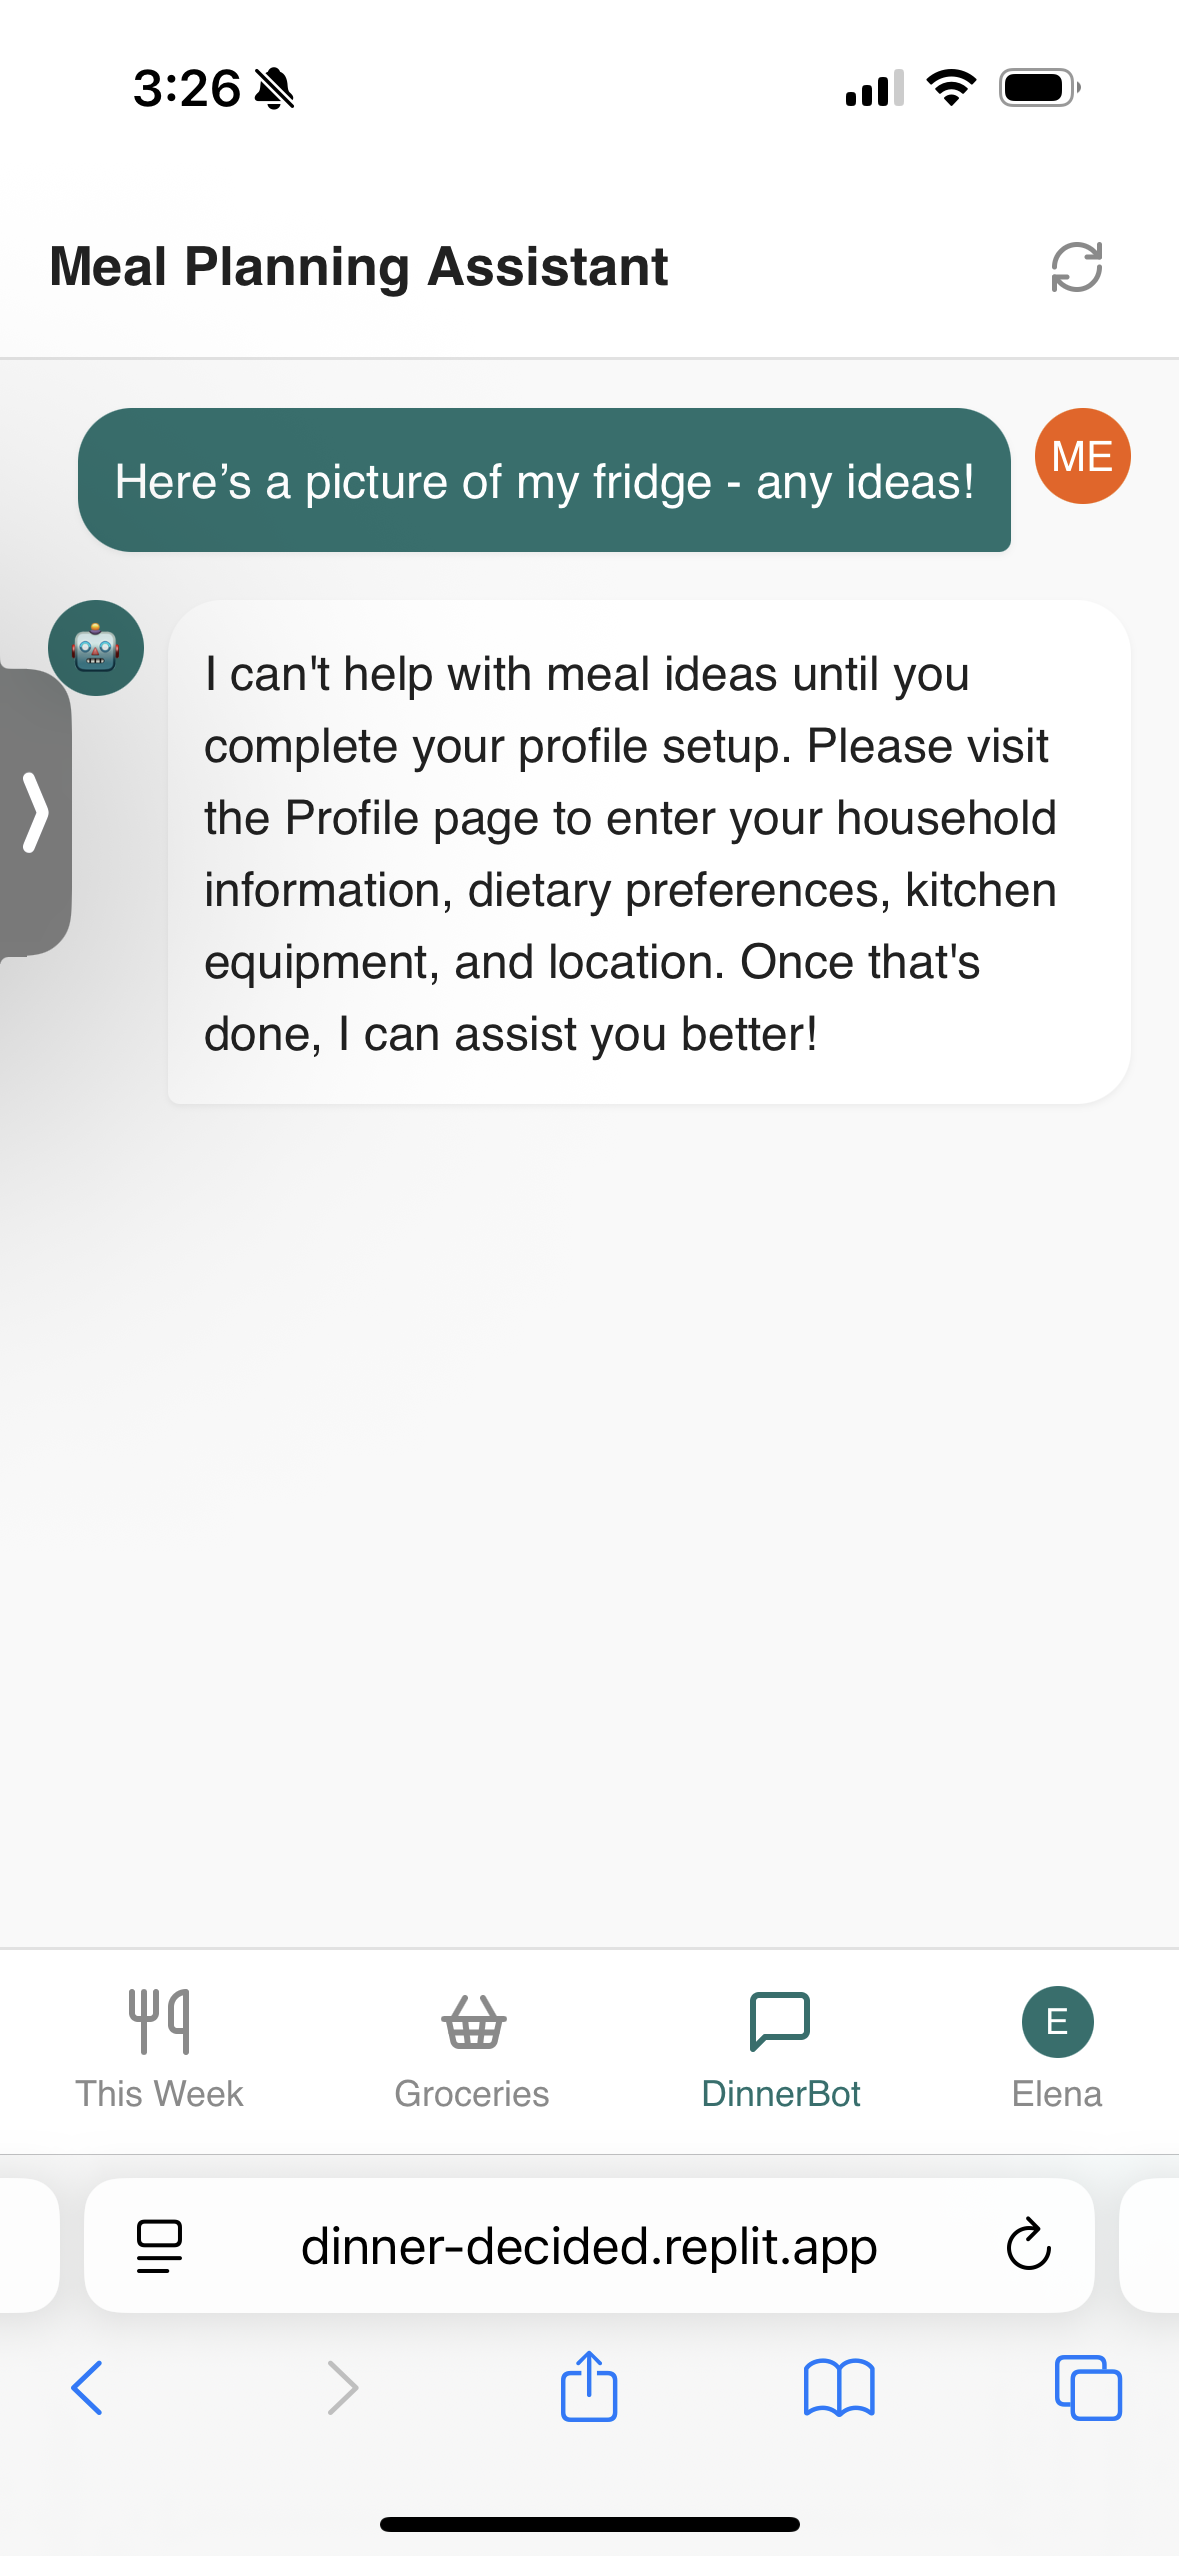 3:26
Meal Planning Assistant
Here’s a picture of my fridge - any ideas!
ME
I can't help with meal ideas until you
complete your profile setup. Please visit
the Profile page to enter your household
information, dietary preferences, kitchen
equipment, and location. Once that's
done, I can assist you better!
This Week
Groceries
DinnerBot
E
Elena
dinner-decided.replit.app